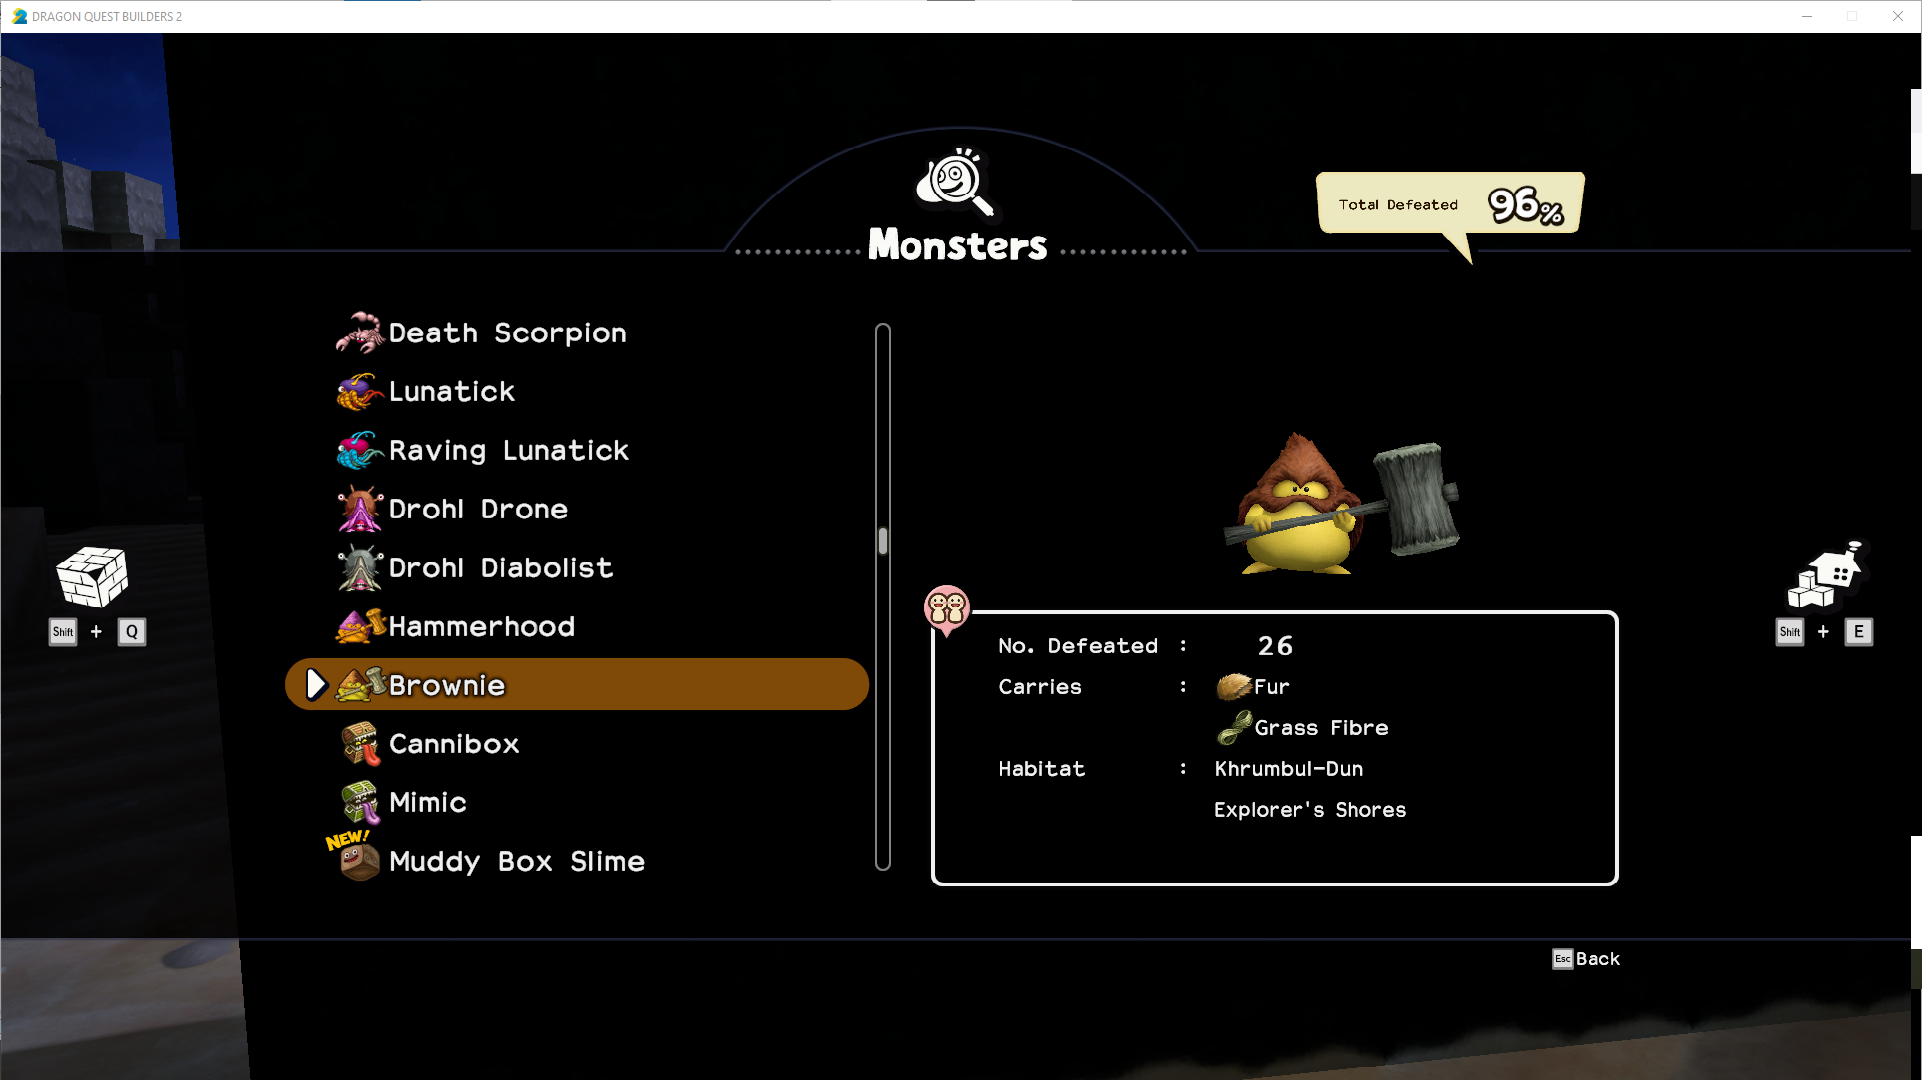 DRAGON QUEST BUILDERS 2
Total Defeated 96%
Monsters
Death Scorpion
Lunatick
Raving Lunatick
Drohl Drone
Drohl Diabolist
Hammerhood
Brownie
Cannibox
Mimic
NEW!
Muddy Box Slime
Shift + Q
No. Defeated : 26
Carries : Fur
Grass Fibre
Habitat : Khrumbul-Dun
Explorer's Shores
Shift + E
Esc Back